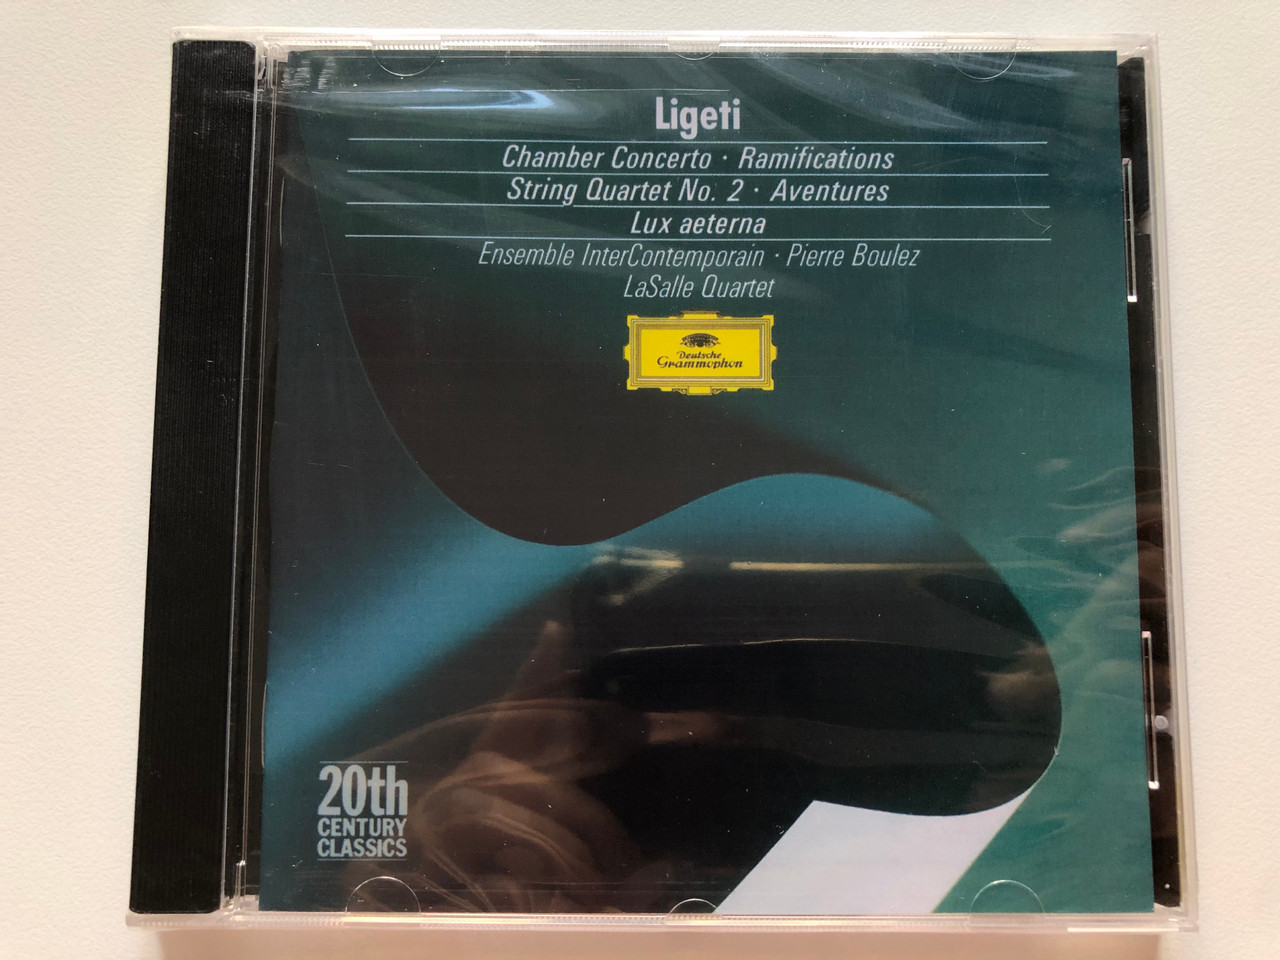 Ligeti
Chamber Concerto · Ramifications
String Quartet No. 2 · Aventures
Lux aeterna
Ensemble InterContemporain · Pierre Boulez
LaSalle Quartet
Deutsche
Grammophon
20th
CENTURY
CLASSICS